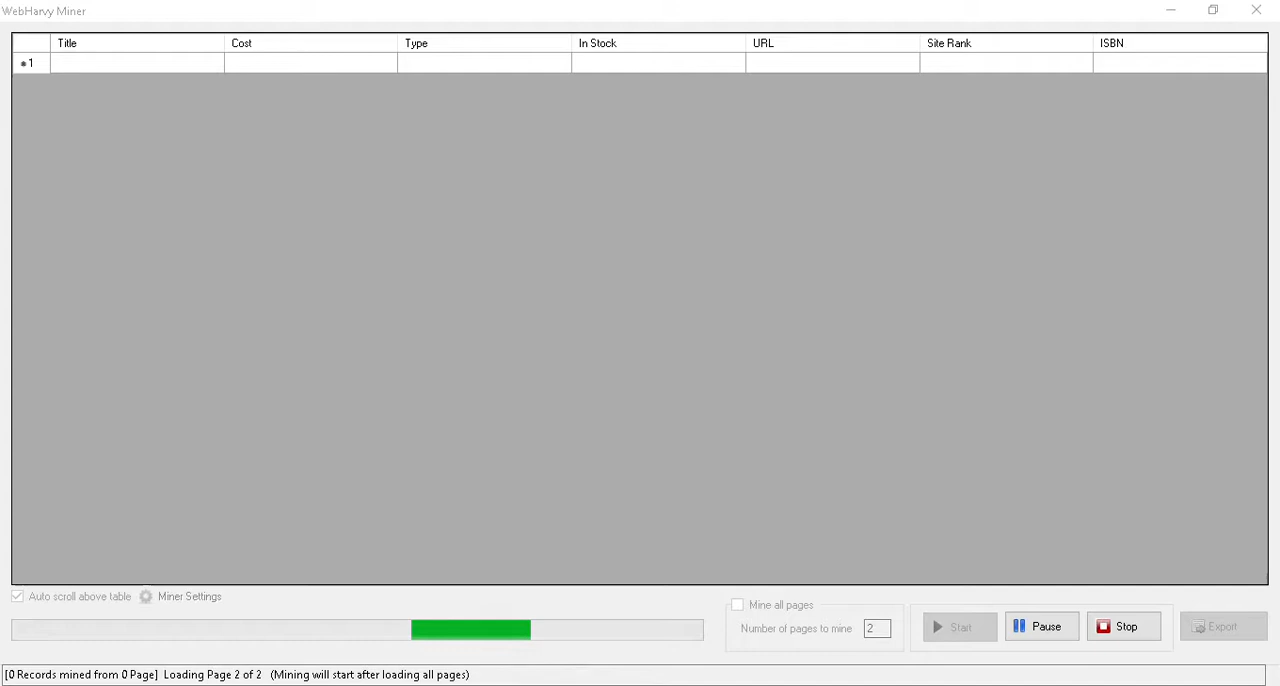 WebHarvy Miner
Title Cost Type In Stock URL Site Rank ISBN
1
Auto scroll above table Miner Settings
Mine all pages
Number of pages to mine 2
Start Pause Stop Export
[0 Records mined from 0 Page] Loading Page 2 of 2 (Mining will start after loading all pages)